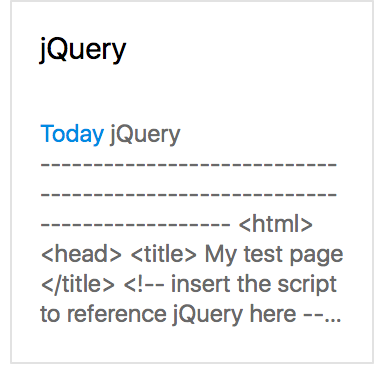 jQuery
Today jQuery
----------------------------
----------------------------
------------------ <html>
<head> <title> My test page
</title> <!-- insert the script
to reference jQuery here --...